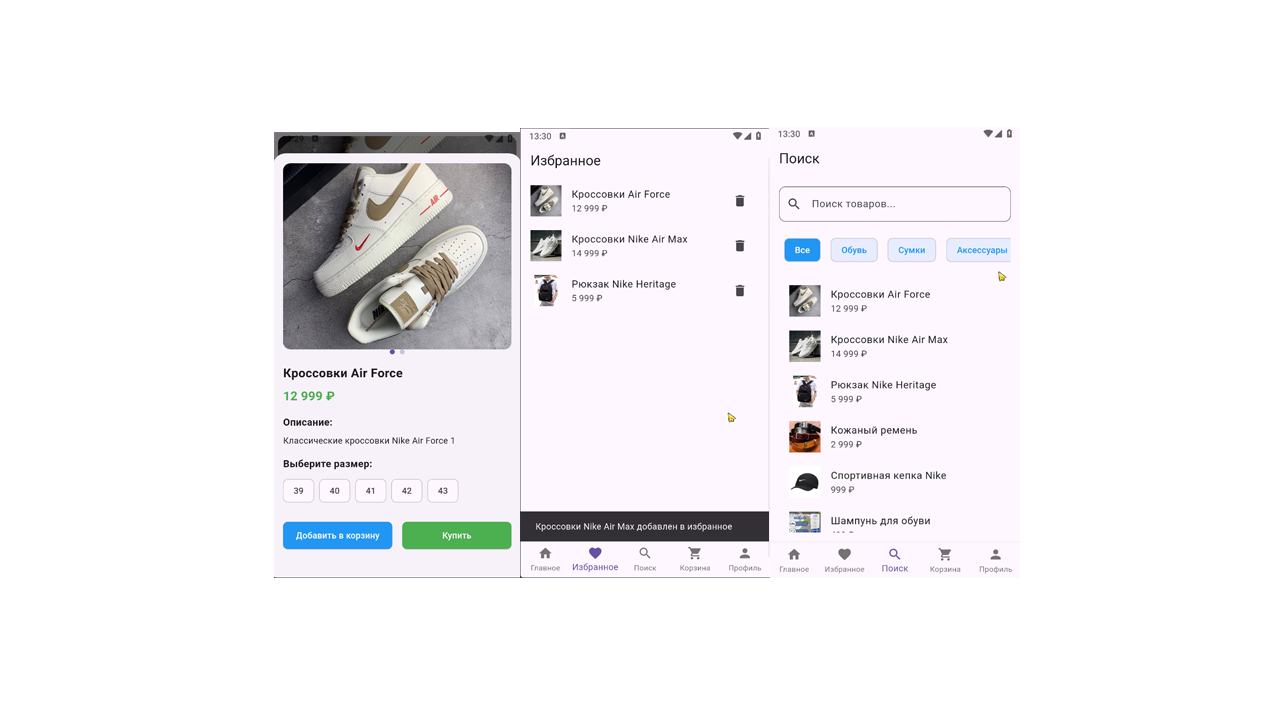 AIR
NIKE
Кроссовки Air Force
12 999 ₽
Описание:
Классические кроссовки Nike Air Force 1
Выберите размер:
39 40 41 42 43
Добавить в корзину Купить
13:30
Избранное
Кроссовки Air Force
12 999 ₽
Кроссовки Nike Air Max
14 999 ₽
Рюкзак Nike Heritage
5 999 ₽
Кроссовки Nike Air Max добавлен в избранное
Главное Избранное Поиск Корзина Профиль
13:30
Поиск
Поиск товаров...
Все Обувь Сумки Аксессуары
Кроссовки Air Force
12 999 ₽
Кроссовки Nike Air Max
14 999 ₽
Рюкзак Nike Heritage
5 999 ₽
Кожаный ремень
2 999 ₽
Спортивная кепка Nike
999 ₽
Шампунь для обуви
Главное Избранное Поиск Корзина Профиль